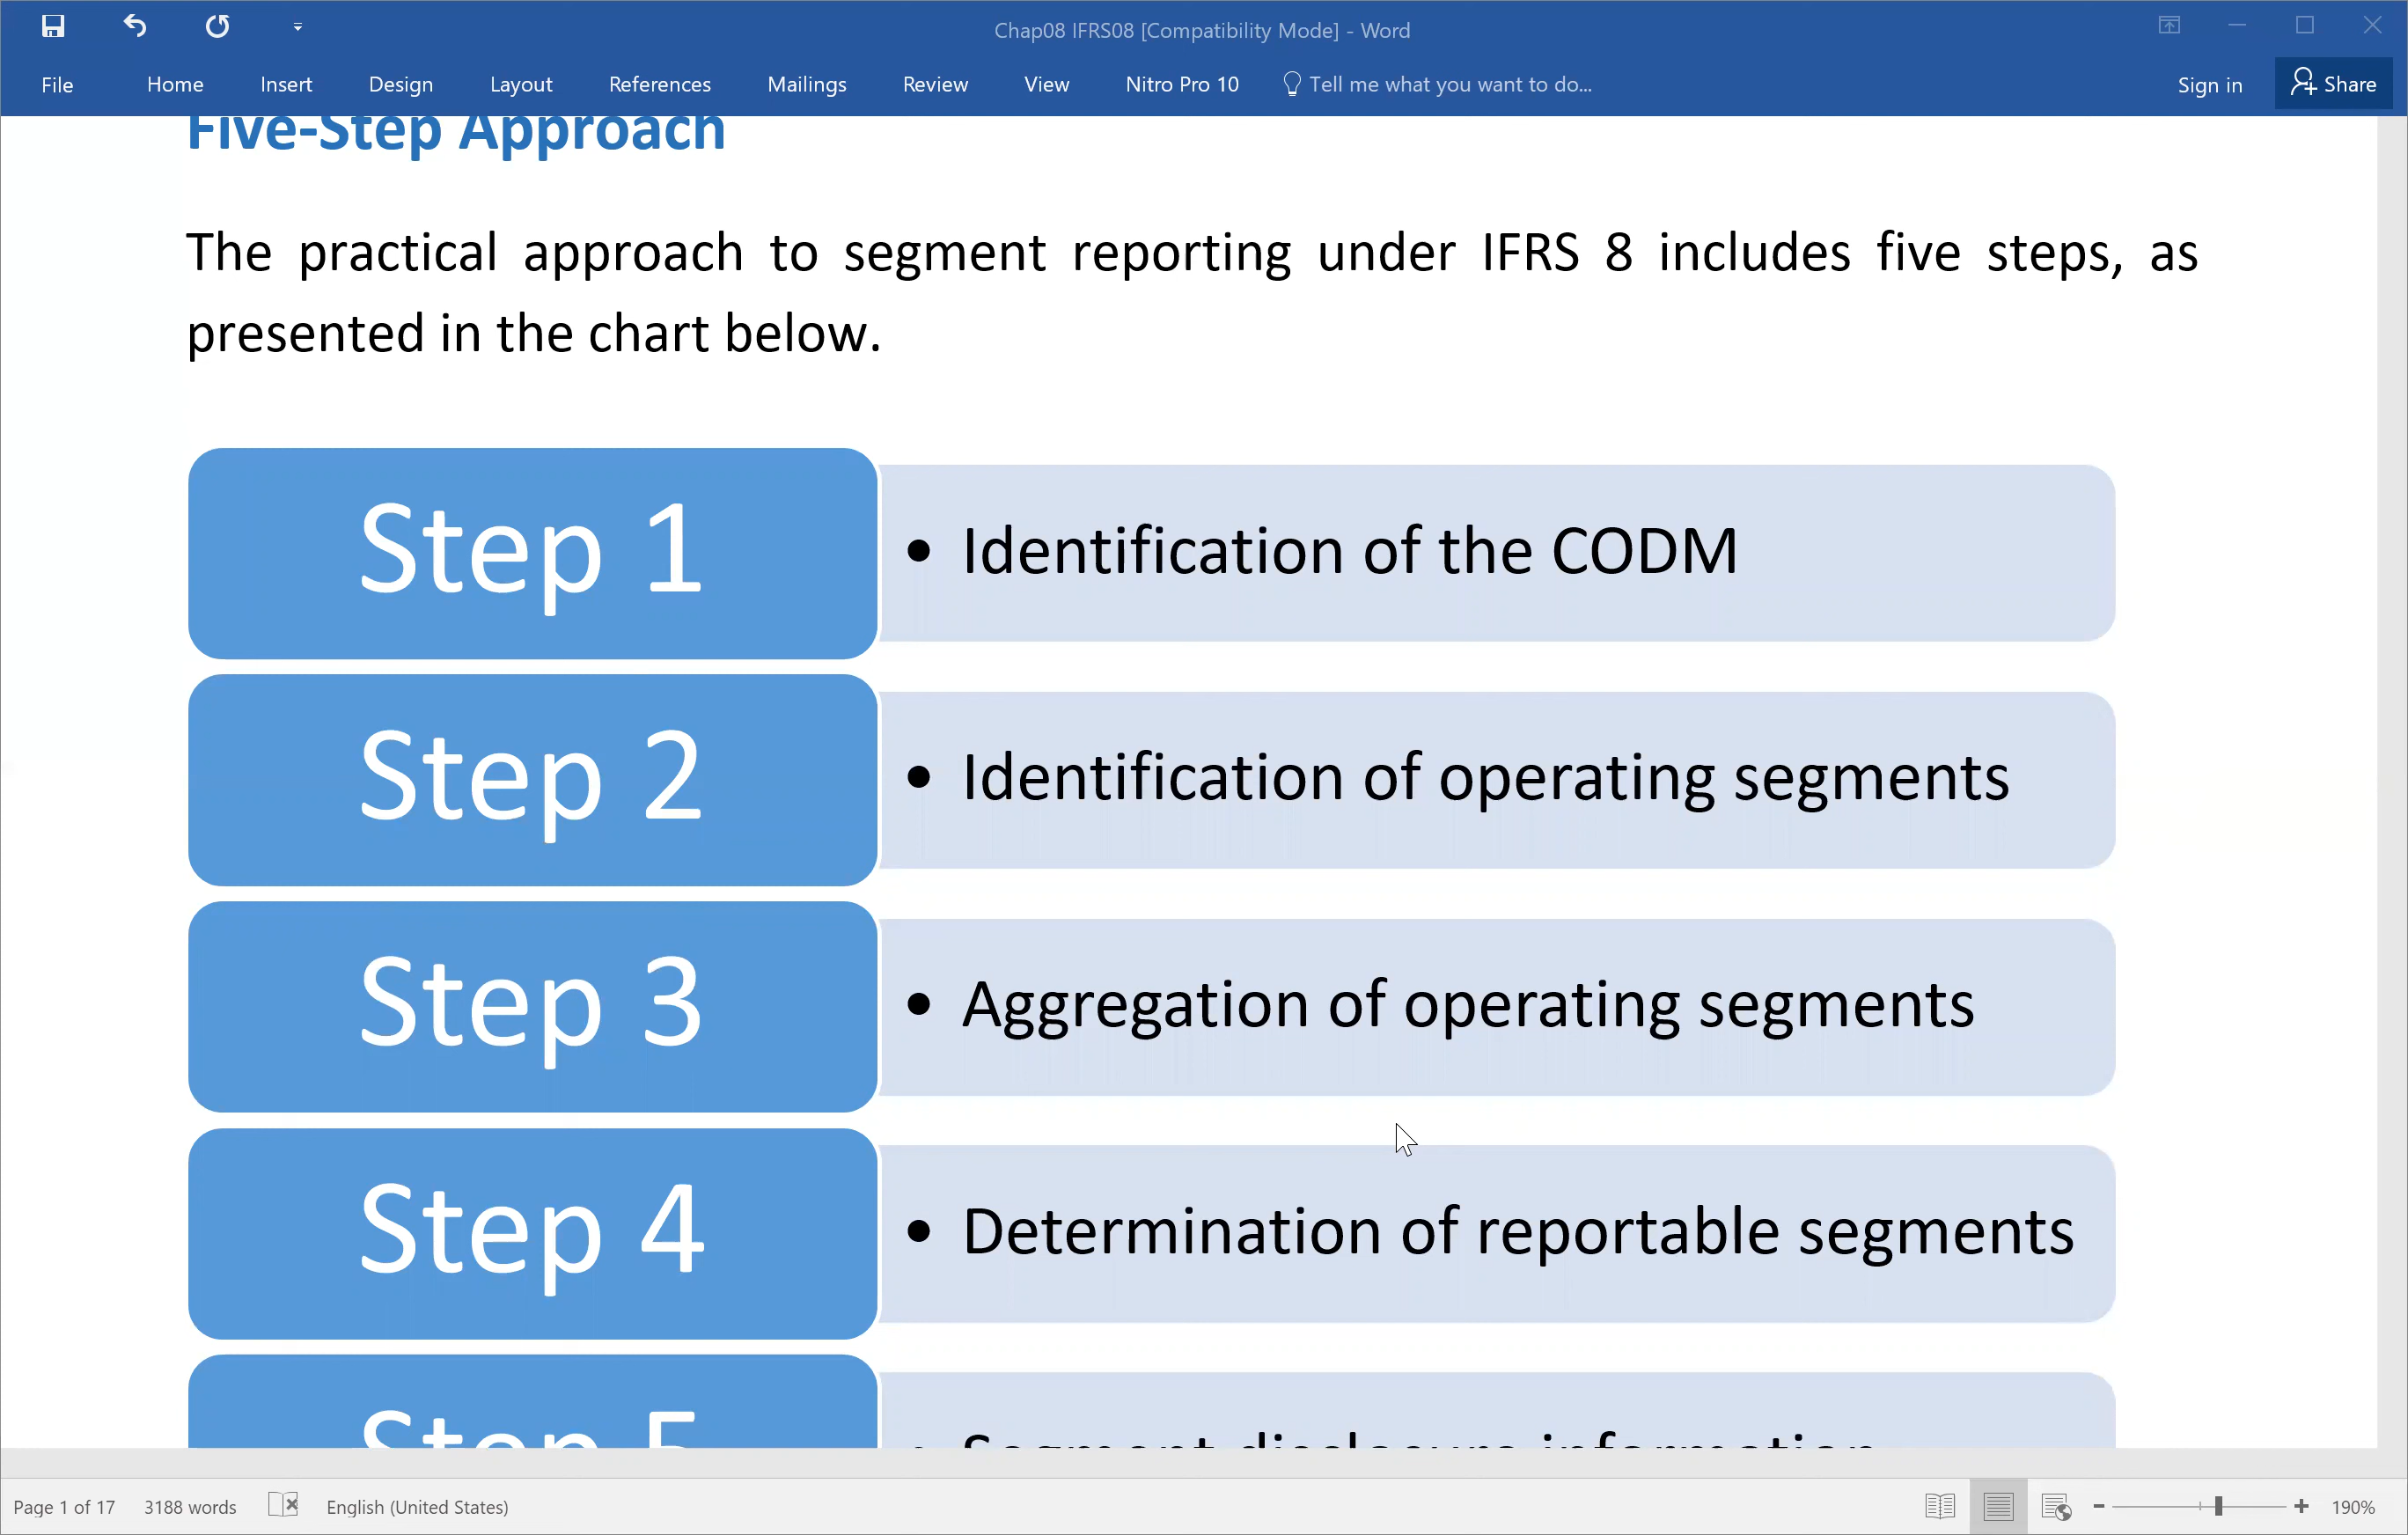 Chap08 IFRS08 [Compatibility Mode] - Word
File Home Insert Design Layout References Mailings Review View Nitro Pro 10 Tell me what you want to do... Sign in Share
Five-Step Approach
The practical approach to segment reporting under IFRS 8 includes five steps, as
presented in the chart below.
Step 1 • Identification of the CODM
Step 2 • Identification of operating segments
Step 3 • Aggregation of operating segments
Step 4 • Determination of reportable segments
Step 5 • Segment disclosure information
Page 1 of 17 3188 words English (United States) 190%